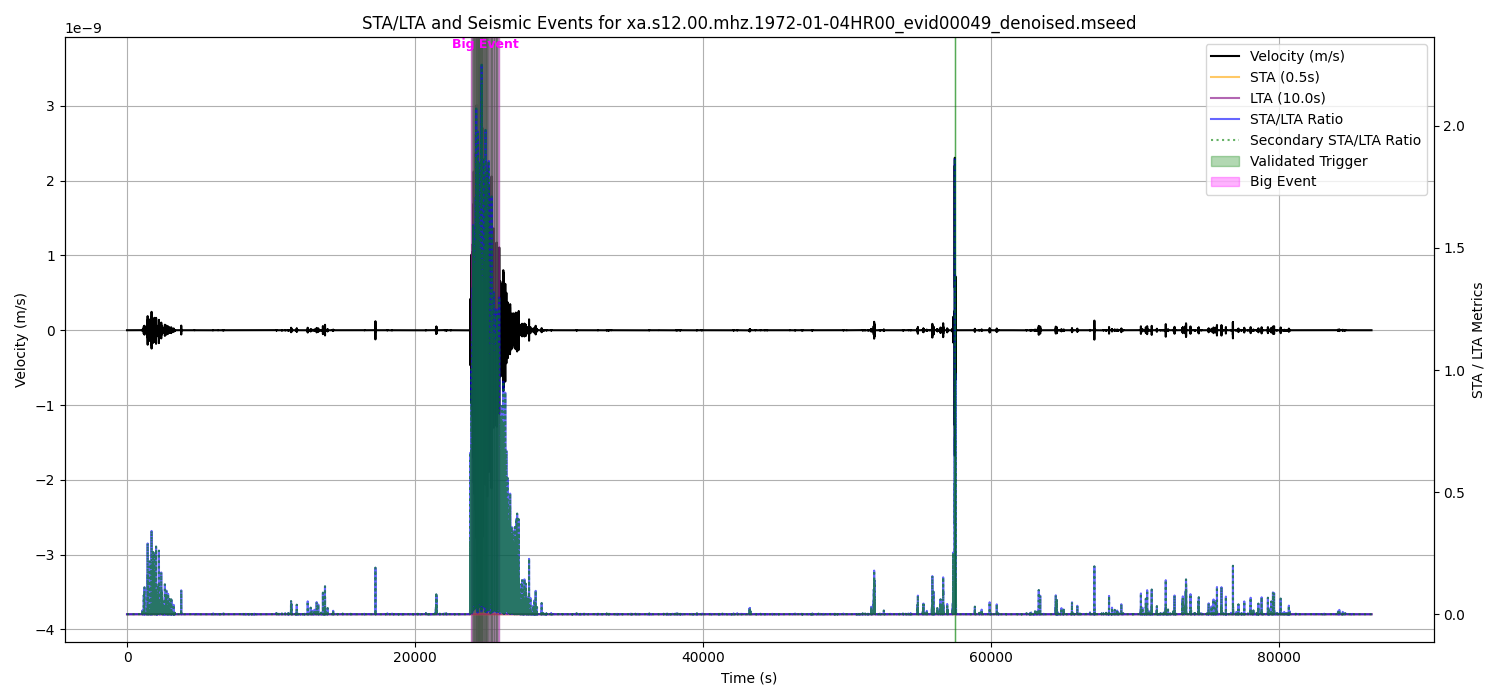 STA/LTA and Seismic Events for xa.s12.00.mhz.1972-01-04HR00_evid00049_denoised.mseed
1e−9
Big Event
Velocity (m/s)
STA (0.5s)
LTA (10.0s)
STA/LTA Ratio
Secondary STA/LTA Ratio
Validated Trigger
Big Event
3
2
1
0
−1
−2
−3
−4
Velocity (m/s)
2.0
1.5
1.0
0.5
0.0
STA / LTA Metrics
0 20000 40000 60000 80000
Time (s)